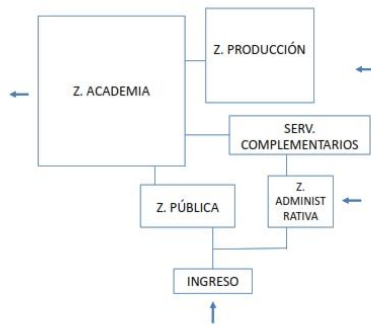 Z. PRODUCCIÓN
Z. ACADEMIA
SERV.
COMPLEMENTARIOS
Z.
ADMINIST
RATIVA
Z. PÚBLICA
INGRESO